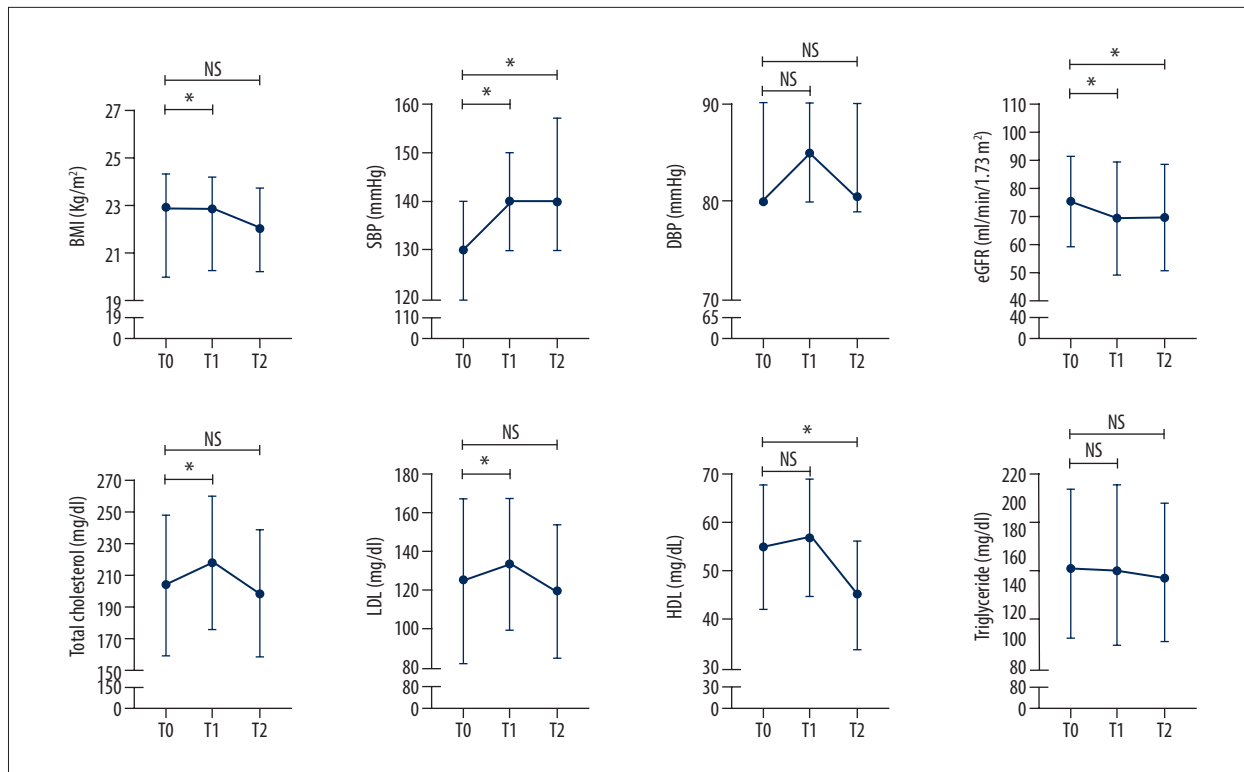 NS
*
27
25
23
21
19
19
0
BMI (Kg/m²)
T0 T1 T2
*
*
160
150
140
130
120
110
0
SBP (mmHg)
T0 T1 T2
NS
NS
90
80
70
65
0
DBP (mmHg)
T0 T1 T2
*
*
110
100
90
80
70
60
50
40
40
0
eGFR (ml/min/1.73 m²)
T0 T1 T2
NS
*
270
250
230
210
190
170
150
150
0
Total cholesterol (mg/dl)
T0 T1 T2
NS
*
180
160
140
120
100
80
80
0
LDL (mg/dl)
T0 T1 T2
*
NS
70
60
50
40
30
30
0
HDL (mg/dL)
T0 T1 T2
NS
NS
220
200
180
160
140
120
100
80
80
0
Triglyceride (mg/dl)
T0 T1 T2